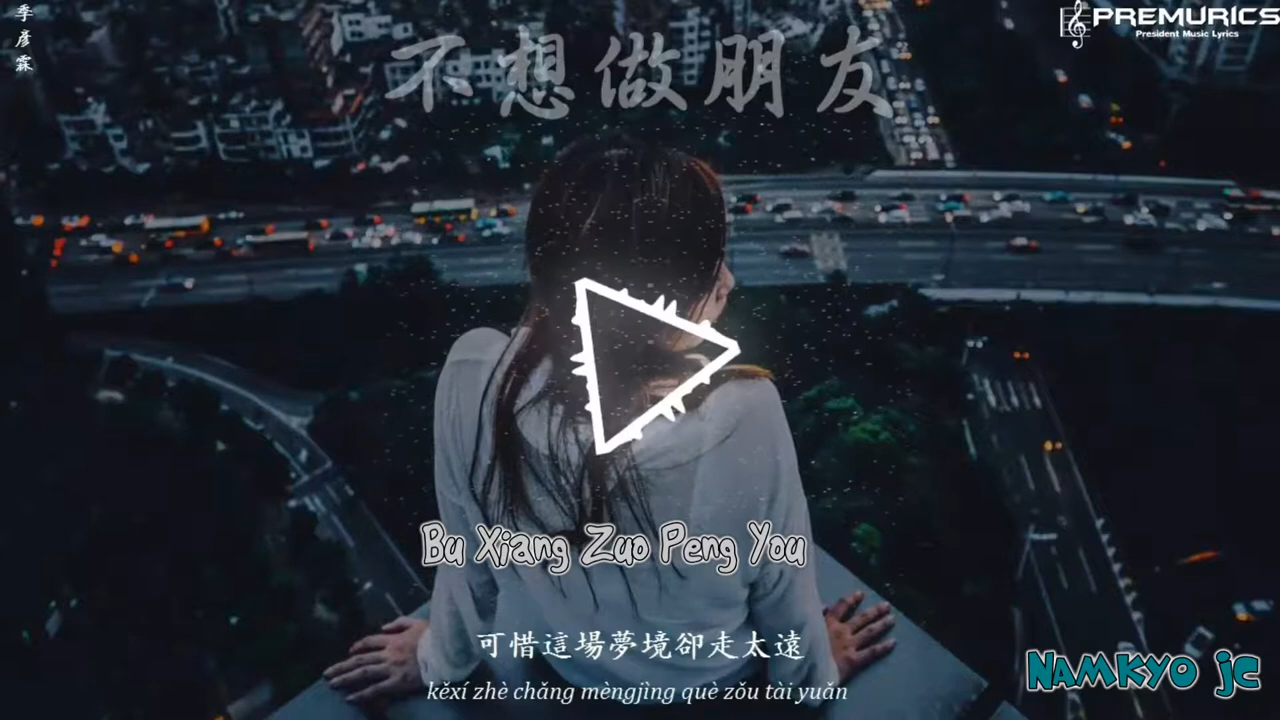 季彥霖
PREMURICS
President Music Lyrics
不想做朋友
Bu Xiang Zuo Peng You
可惜這場夢境卻走太遠
kěxí zhè chǎng mèngjìng què zǒu tài yuǎn
NAMKYO JC